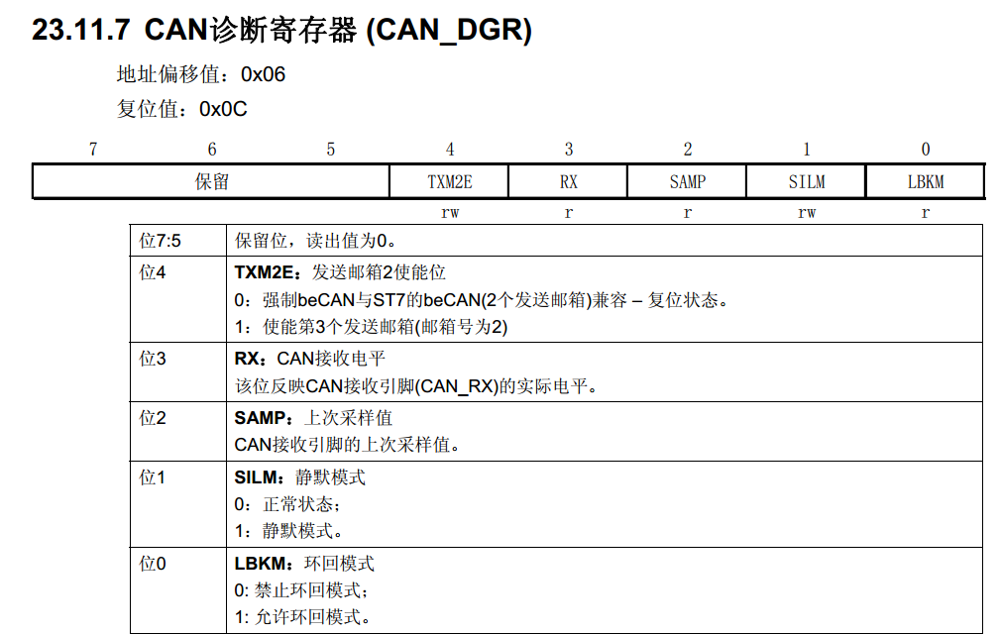 23.11.7 CAN诊断寄存器 (CAN_DGR)
地址偏移值：0x06
复位值：0x0C
7 6 5 4 3 2 1 0
保留 TXM2E RX SAMP SILM LBKM
rw r r rw r
位7:5 保留位，读出值为0。
位4 TXM2E：发送邮箱2使能位
0：强制beCAN与ST7的beCAN(2个发送邮箱)兼容 – 复位状态。
1：使能第3个发送邮箱(邮箱号为2)
位3 RX：CAN接收电平
该位反映CAN接收引脚(CAN_RX)的实际电平。
位2 SAMP：上次采样值
CAN接收引脚的上次采样值。
位1 SILM：静默模式
0：正常状态；
1：静默模式。
位0 LBKM：环回模式
0: 禁止环回模式；
1: 允许环回模式。